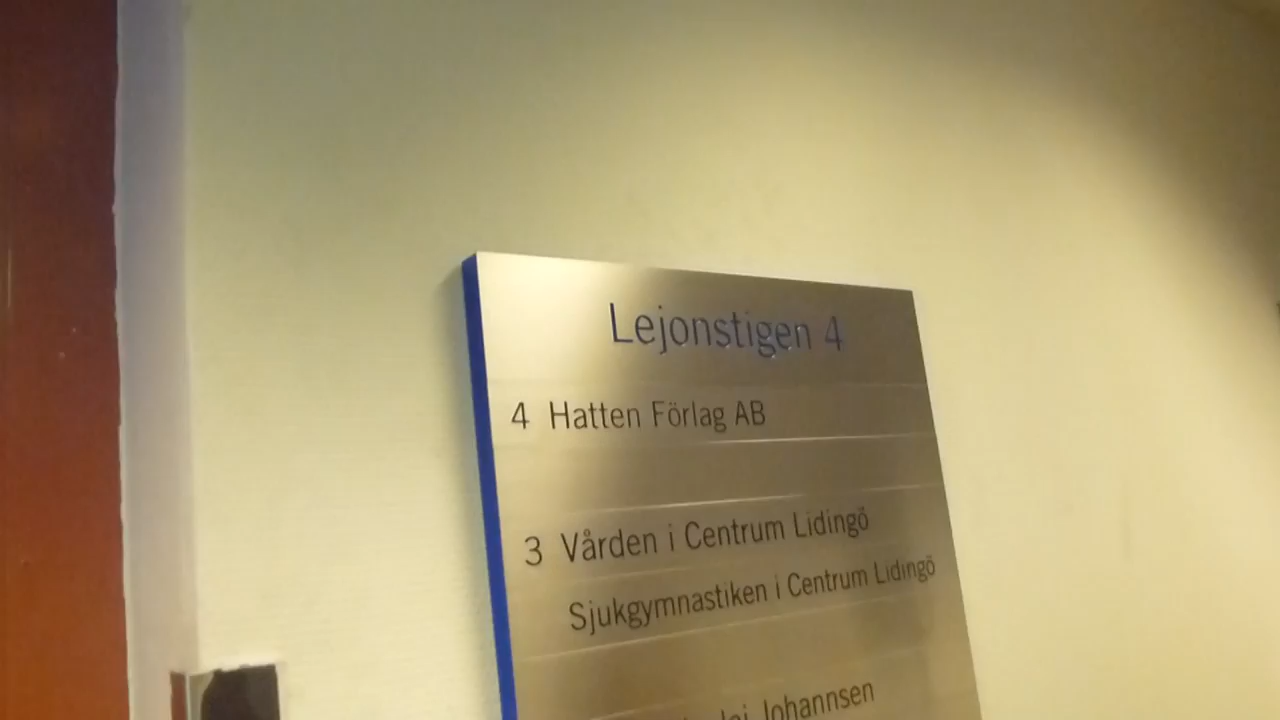 Lejonstigen 4
4 Hatten Förlag AB
3 Vården i Centrum Lidingö
Sjukgymnastiken i Centrum Lidingö
Johannsen